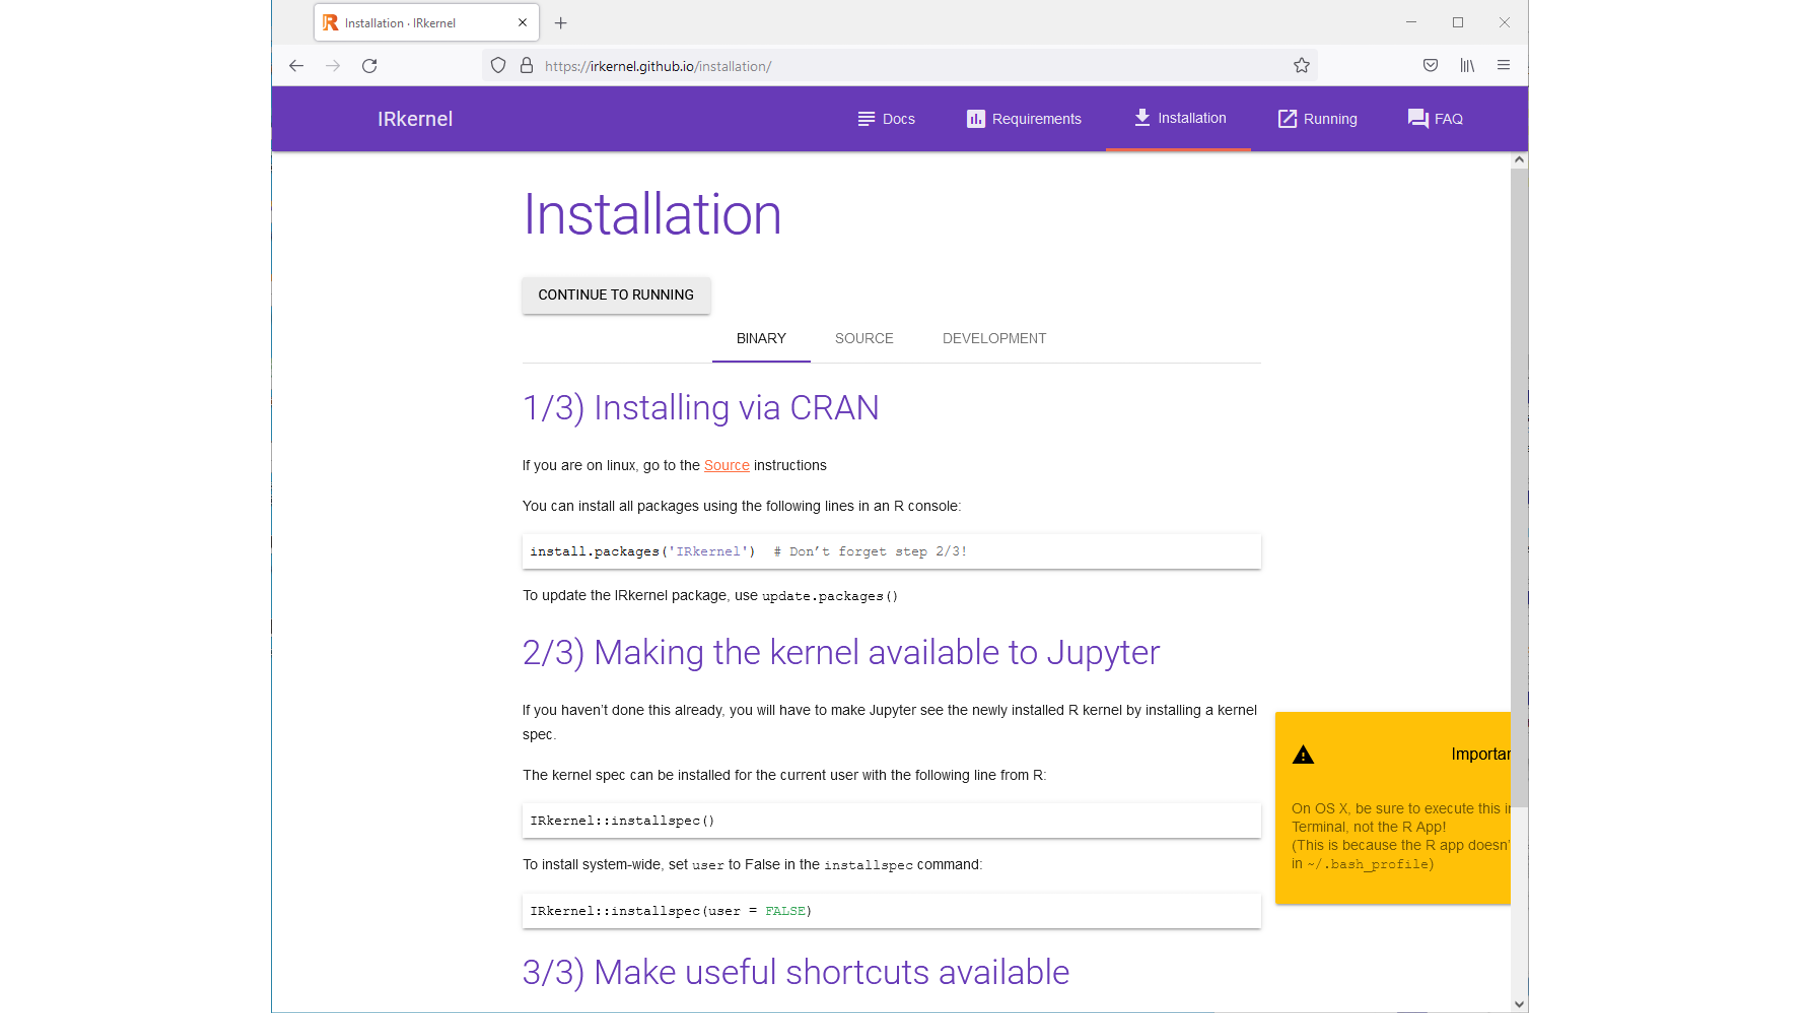 Installation · IRkernel
https://irkernel.github.io/installation/
IRkernel
Docs
Requirements
Installation
Running
FAQ
Installation
CONTINUE TO RUNNING
BINARY
SOURCE
DEVELOPMENT
1/3) Installing via CRAN
If you are on linux, go to the Source instructions
You can install all packages using the following lines in an R console:
install.packages('IRkernel')  # Don’t forget step 2/3!
To update the IRkernel package, use update.packages()
2/3) Making the kernel available to Jupyter
If you haven’t done this already, you will have to make Jupyter see the newly installed R kernel by installing a kernel
spec.
The kernel spec can be installed for the current user with the following line from R:
IRkernel::installspec()
To install system-wide, set user to False in the installspec command:
IRkernel::installspec(user = FALSE)
Importan
On OS X, be sure to execute this in
Terminal, not the R App!
(This is because the R app doesn’
in ~/.bash_profile)
3/3) Make useful shortcuts available